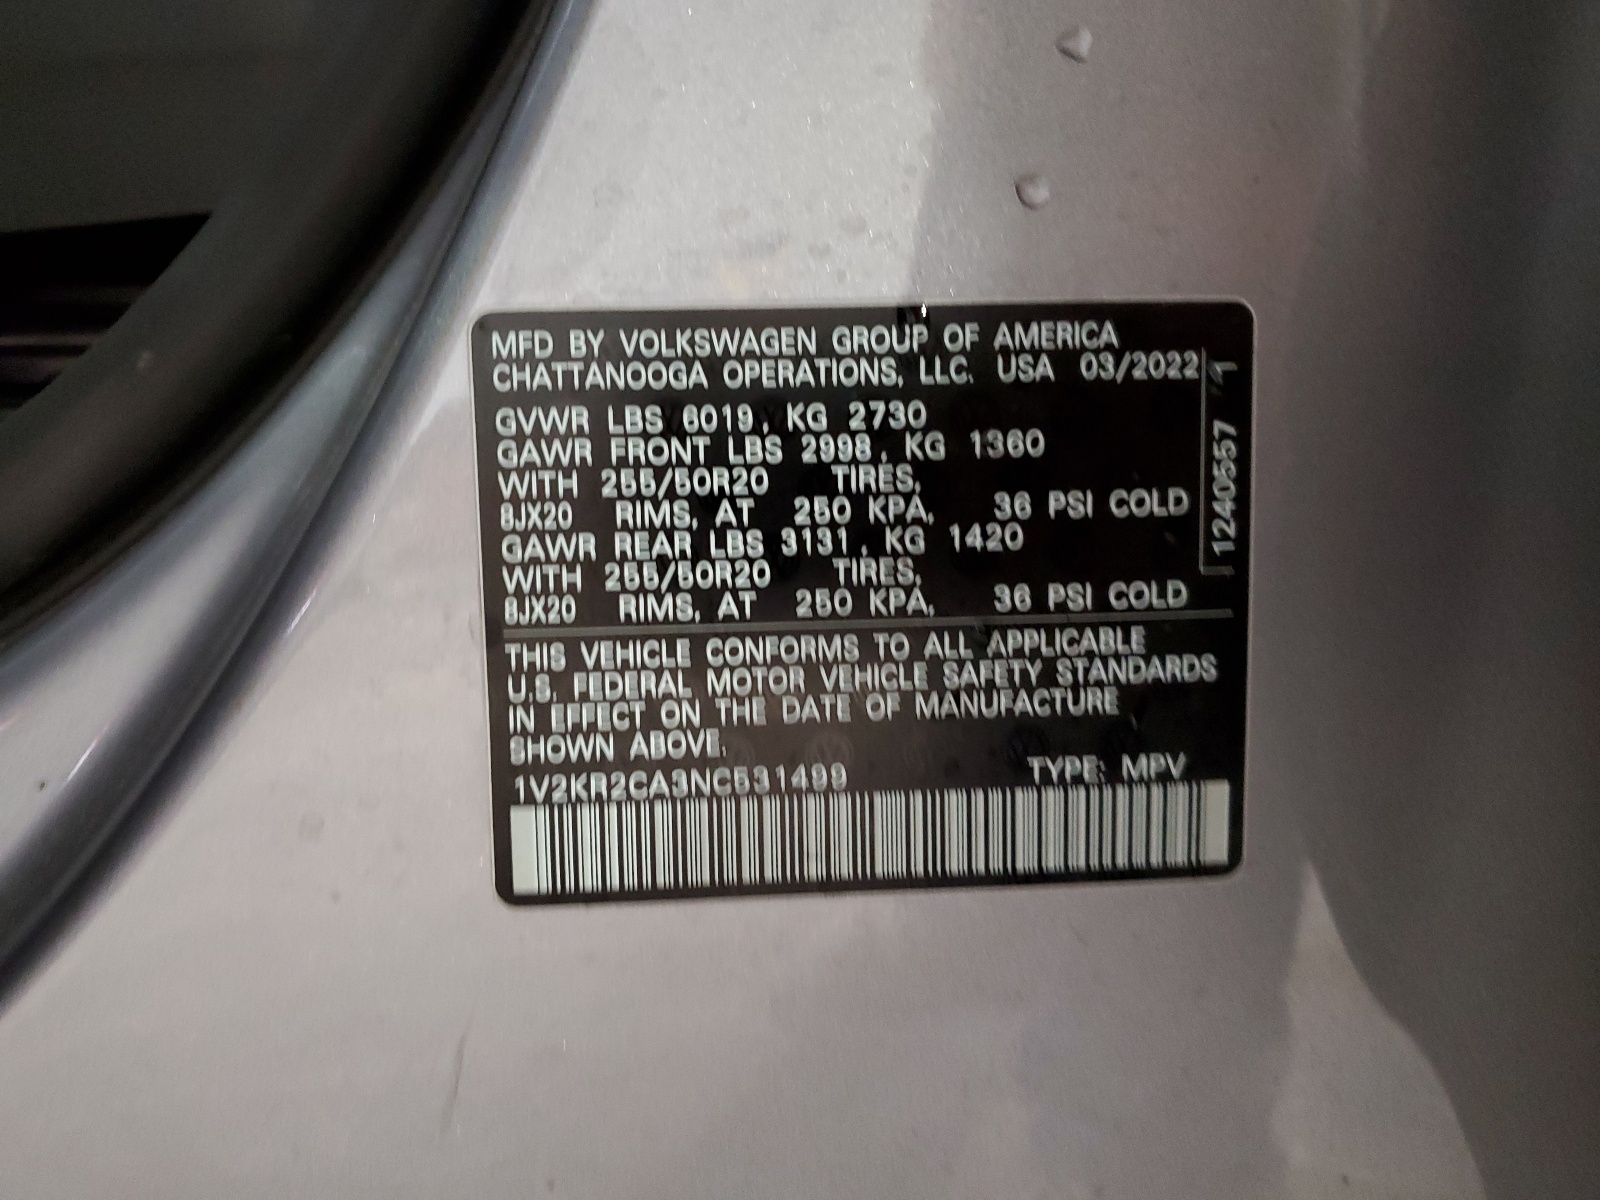 MFD BY VOLKSWAGEN GROUP OF AMERICA
CHATTANOOGA OPERATIONS, LLC. USA 03/2022
GVWR LBS 6019, KG 2730
GAWR FRONT LBS 2998, KG 1360
WITH 255/50R20 TIRES,
8JX20 RIMS, AT 250 KPA, 36 PSI COLD
GAWR REAR LBS 3131, KG 1420
WITH 255/50R20 TIRES,
8JX20 RIMS, AT 250 KPA, 36 PSI COLD
THIS VEHICLE CONFORMS TO ALL APPLICABLE
U.S. FEDERAL MOTOR VEHICLE SAFETY STANDARDS
IN EFFECT ON THE DATE OF MANUFACTURE
SHOWN ABOVE.
1V2KR2CA3NC531499 TYPE: MPV
1240557